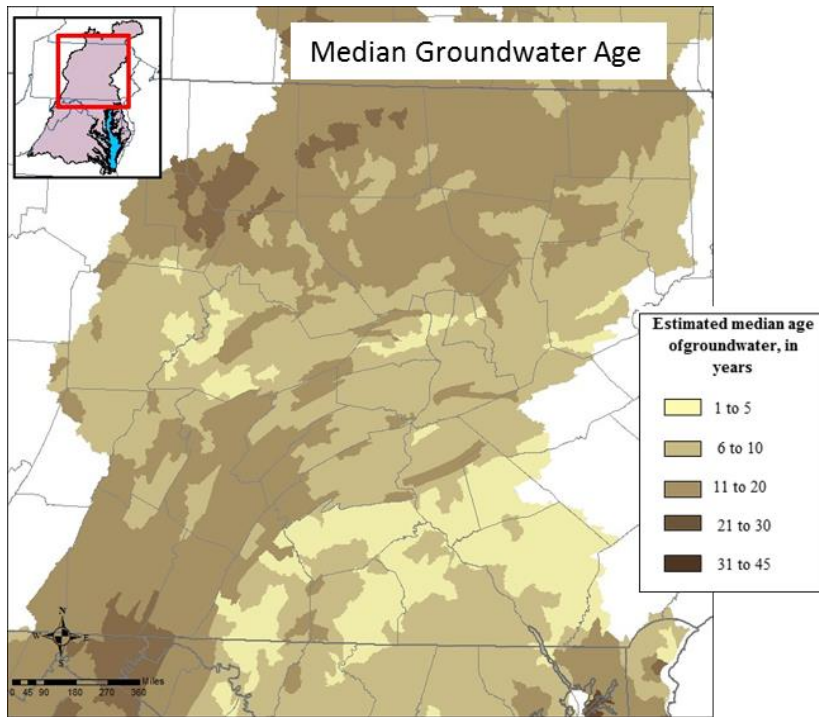 Median Groundwater Age
Estimated median age
ofgroundwater, in
years
1 to 5
6 to 10
11 to 20
21 to 30
31 to 45
N
W E
S
Miles
0 45 90 180 270 360